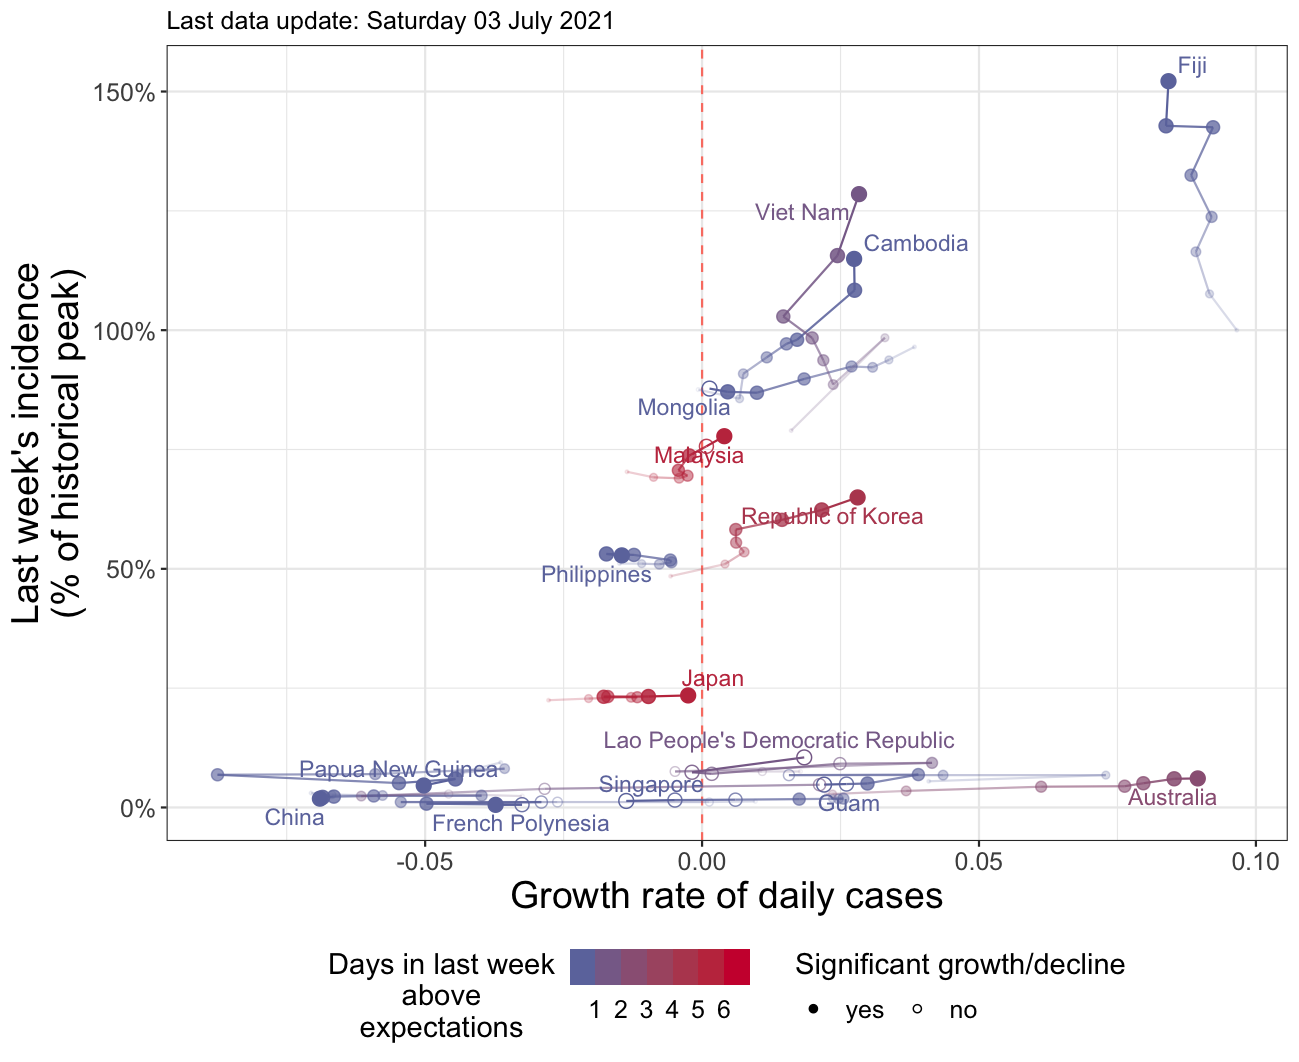 Last data update: Saturday 03 July 2021
Last week's incidence
(% of historical peak)
150%
100%
50%
0%
Fiji
Viet Nam
Cambodia
Mongolia
Malaysia
Republic of Korea
Philippines
Japan
Lao People's Democratic Republic
Papua New Guinea
Singapore
Guam
Australia
China
French Polynesia
-0.05
0.00
0.05
0.10
Growth rate of daily cases
Days in last week
above
expectations
1 2 3 4 5 6
Significant growth/decline
yes
no